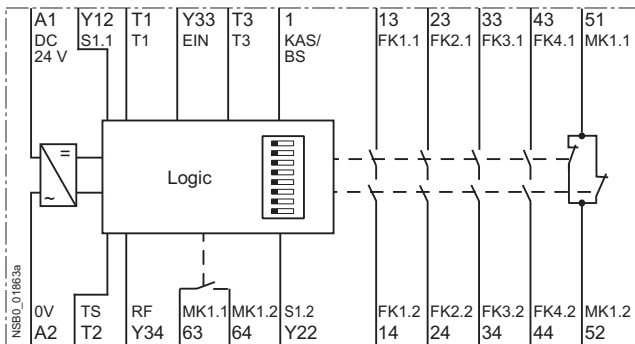 A1 Y12 T1 Y33 T3 1 13 23 33 43 51
DC S1.1 T1 EIN T3 KAS/ FK1.1 FK2.1 FK3.1 FK4.1 MK1.1
24 V BS
=
~
Logic
NSB0_01863a
0V TS RF MK1.1 MK1.2 S1.2 FK1.2 FK2.2 FK3.2 FK4.2 MK1.2
A2 T2 Y34 63 64 Y22 14 24 34 44 52